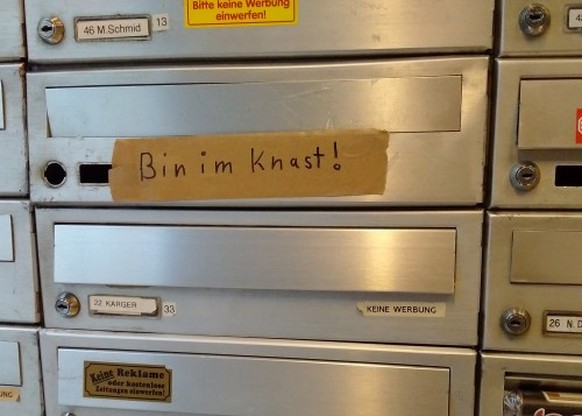 Bitte keine Werbung
einwerfen!
46 M.Schmid
13
Bin im Knast!
22 KARGER
33
KEINE WERBUNG
26 N.D
Keine Reklame
oder kostenlose
Zeitungen einwerfen!